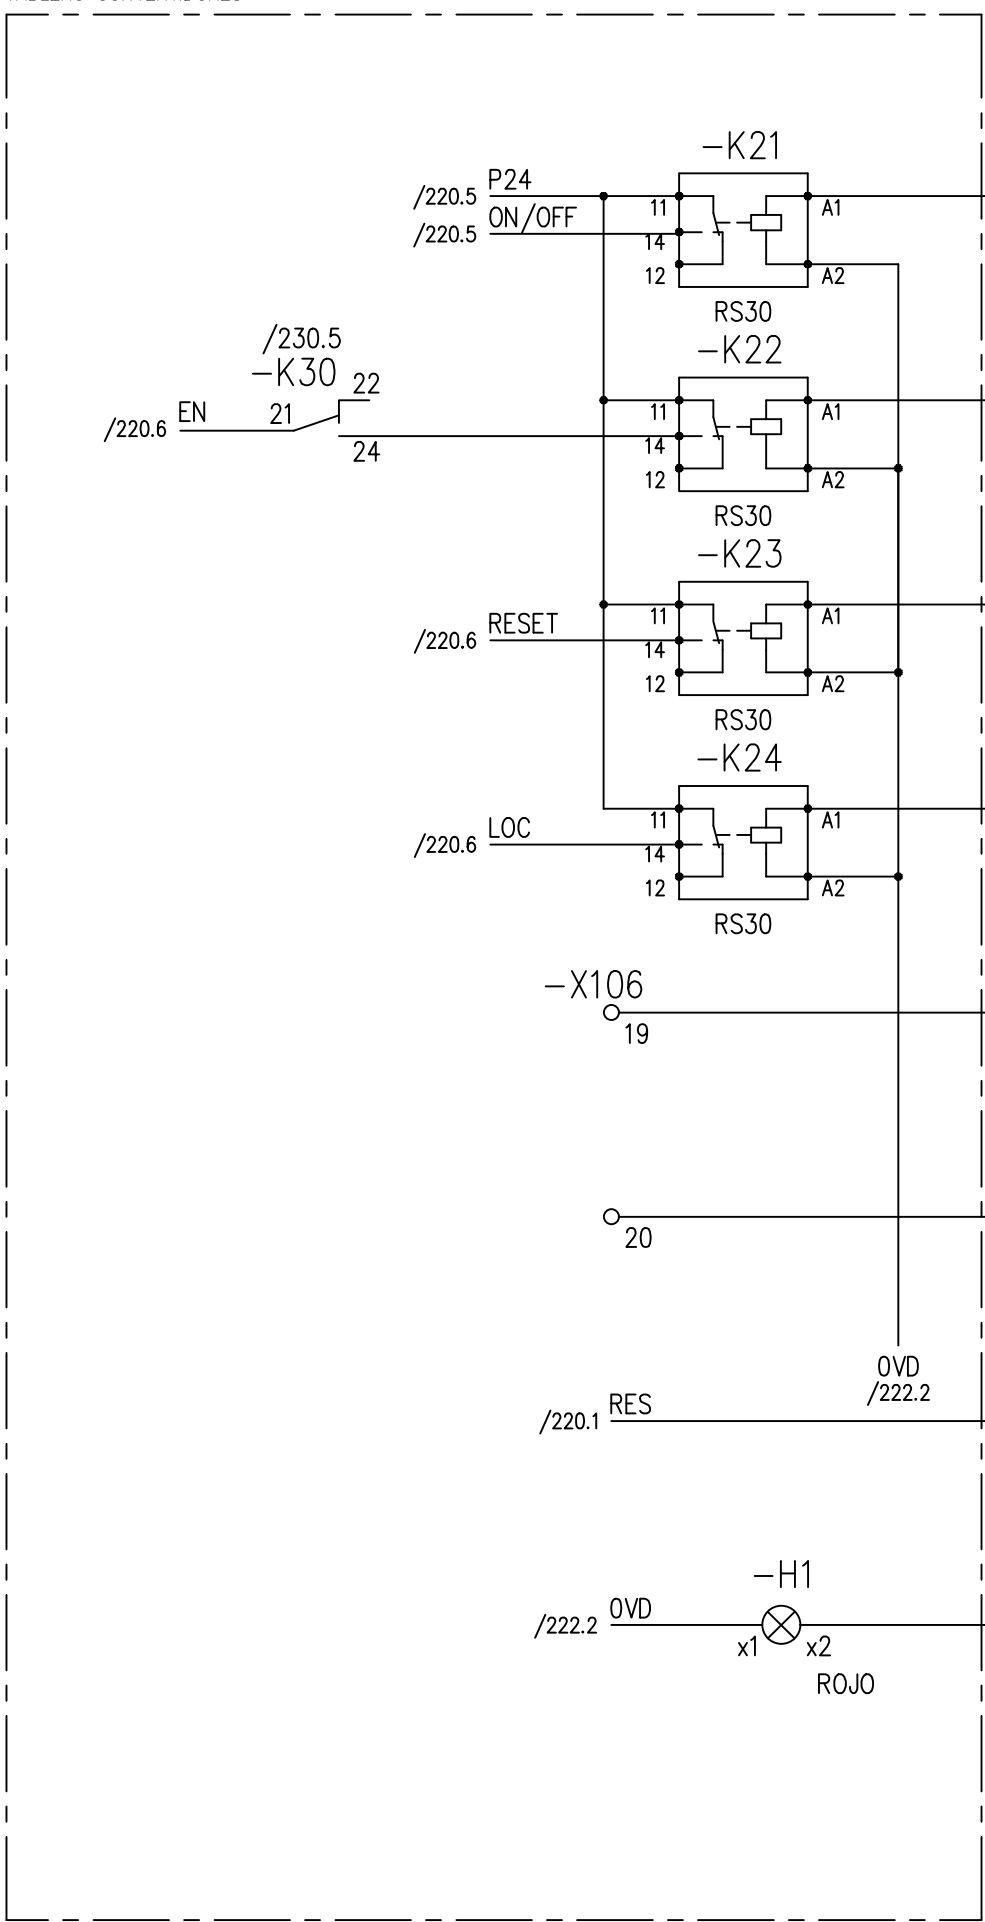 -K21
/220.5 P24
11 A1
/220.5 ON/OFF
14
12 A2
RS30
/230.5
-K30
-K22
22
/220.6 EN 21
11 A1
24
14
12 A2
RS30
-K23
11 A1
/220.6 RESET
14
12 A2
RS30
-K24
11 A1
/220.6 LOC
14
12 A2
RS30
-X106
19
20
0VD
/222.2
/220.1 RES
-H1
/222.2 0VD
x1 x2
ROJO